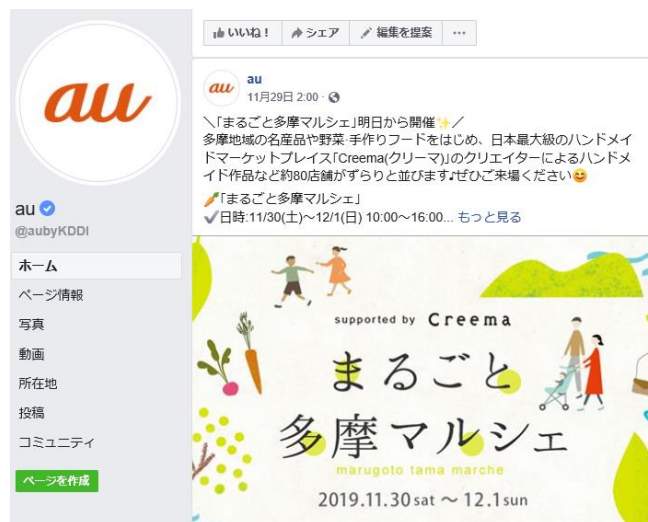 au
au
@aubyKDDI
ホーム
ページ情報
写真
動画
所在地
投稿
コミュニティ
ページを作成
いいね！ シェア 編集を提案 ...
au
au
11月29日 2:00 ·
＼「まるごと多摩マルシェ」明日から開催✨／
多摩地域の名産品や野菜·手作りフードをはじめ、日本最大級のハンドメイ
ドマーケットプレイス「Creema(クリーマ)」のクリエイターによるハンドメ
イド作品など約80店舗がずらりと並びます♪ぜひご来場ください😊
🥕「まるごと多摩マルシェ」
✔日時:11/30(土)～12/1(日) 10:00～16:00... もっと見る
supported by Creema
まるごと
多摩マルシェ
marugoto tama marche
2019.11.30 sat ～ 12.1 sun